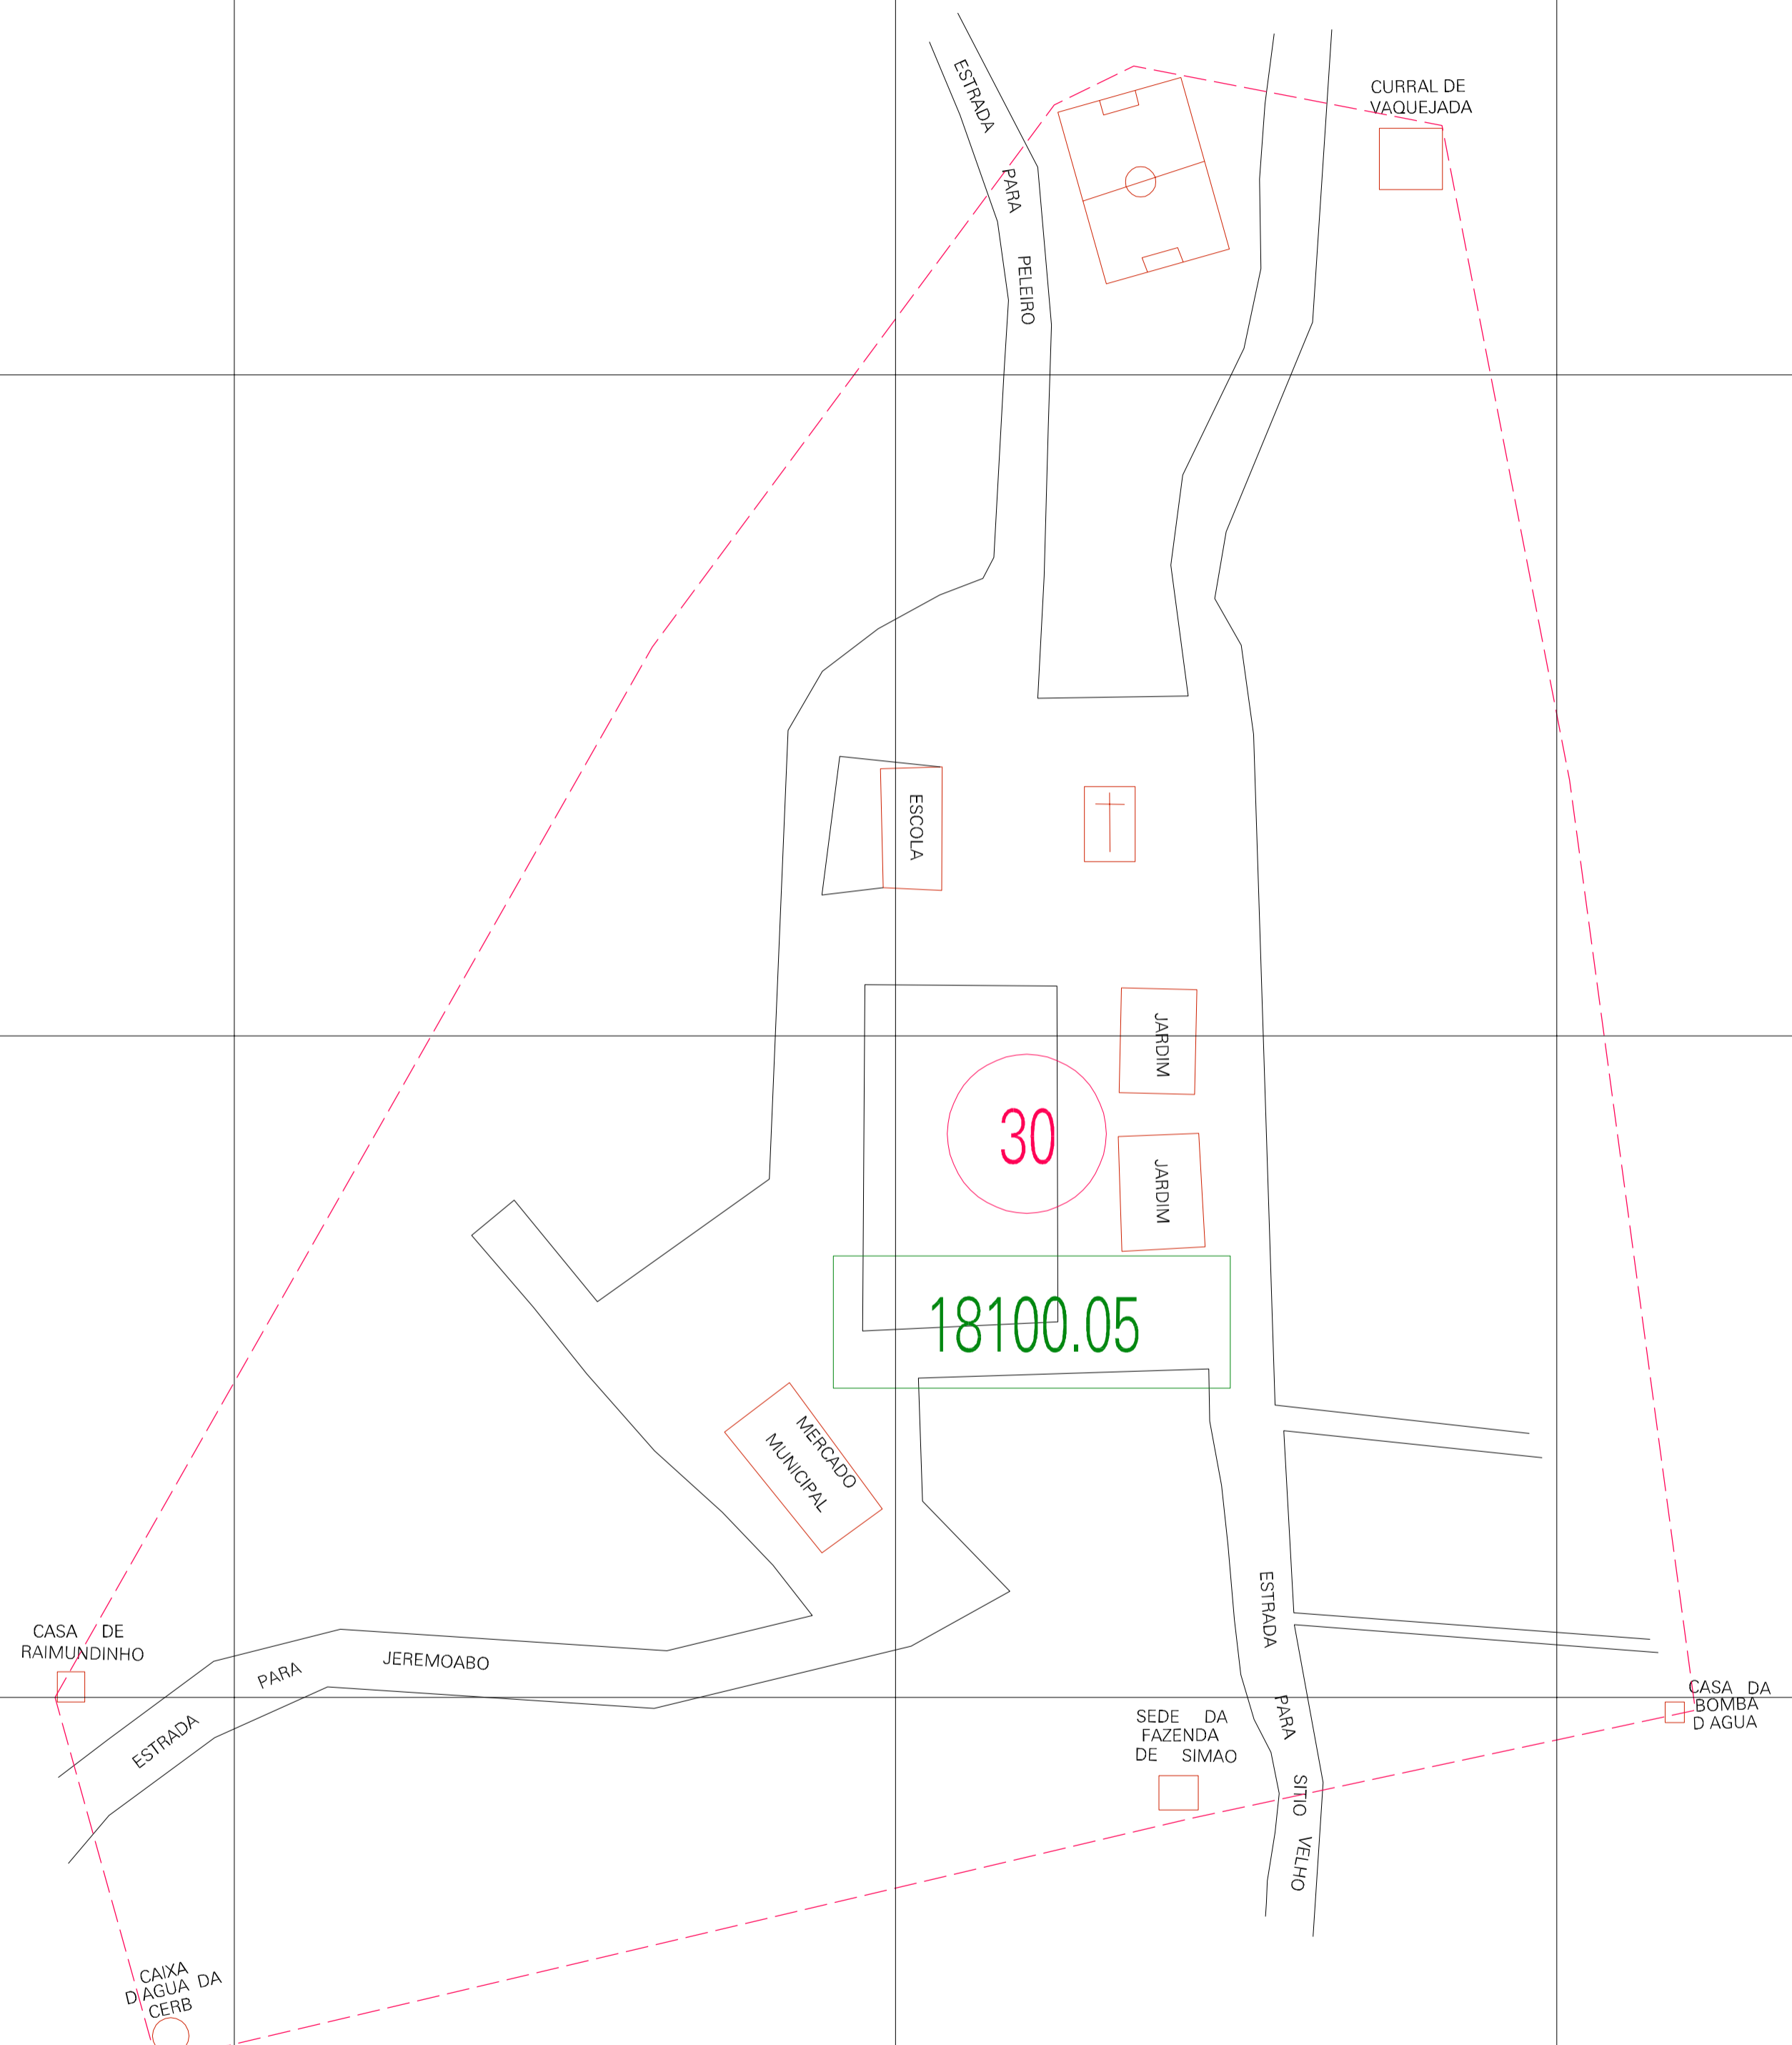 ESTRADA PARA PELEIRO
CURRAL DE
VAQUEJADA
ESCOLA
JARDIM
30
JARDIM
18100.05
MERCADO
MUNICIPAL
CASA DE
RAIMUNDINHO
ESTRADA PARA JEREMOABO
ESTRADA PARA SITIO VELHO
SEDE DA
FAZENDA
DE SIMAO
CASA DA
BOMBA
D AGUA
CAIXA
D AGUA DA
CERB